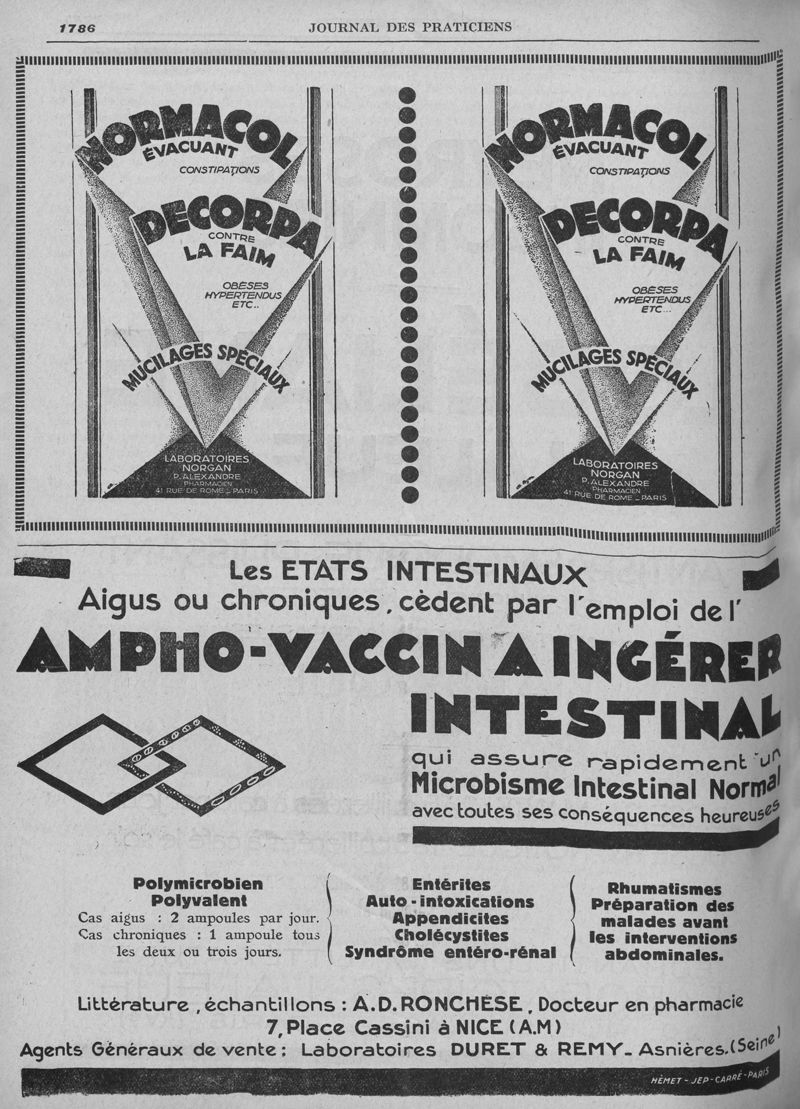 1786
JOURNAL DES PRATICIENS
NORMACOL
ÉVACUANT
CONSTIPATIONS
DECORPA
CONTRE
LA FAIM
OBÈSES
HYPERTENDUS
ETC..
MUCILAGES SPÉCIAUX
LABORATOIRES
NORGAN
P. ALEXANDRE
PHARMACIEN
41 RUE DE ROME _ PARIS
NORMACOL
ÉVACUANT
CONSTIPATIONS
DECORPA
CONTRE
LA FAIM
OBÈSES
HYPERTENDUS
ETC...
MUCILAGES SPÉCIAUX
LABORATOIRES
NORGAN
P. ALEXANDRE
PHARMACIEN
41 RUE DE ROME _ PARIS
Les ETATS INTESTINAUX
Aigus ou chroniques, cèdent par l'emploi de l'
AMPHO-VACCIN A INGÉRER
INTESTINAL
qui assure rapidement un
Microbisme Intestinal Normal
avec toutes ses conséquences heureuses
Polymicrobien
Polyvalent
Cas aigus : 2 ampoules par jour.
Cas chroniques : 1 ampoule tous
les deux ou trois jours.
Entérites
Auto-intoxications
Appendicites
Cholécystites
Syndrôme entéro-rénal
Rhumatismes
Préparation des
malades avant
les interventions
abdominales.
Littérature, échantillons : A.D. RONCHÈSE, Docteur en pharmacie
7, Place Cassini à NICE (A.M)
Agents Généraux de vente : Laboratoires DURET & REMY_ Asnières.(Seine)
HÉMET - JEP - CARRÉ - PARIS